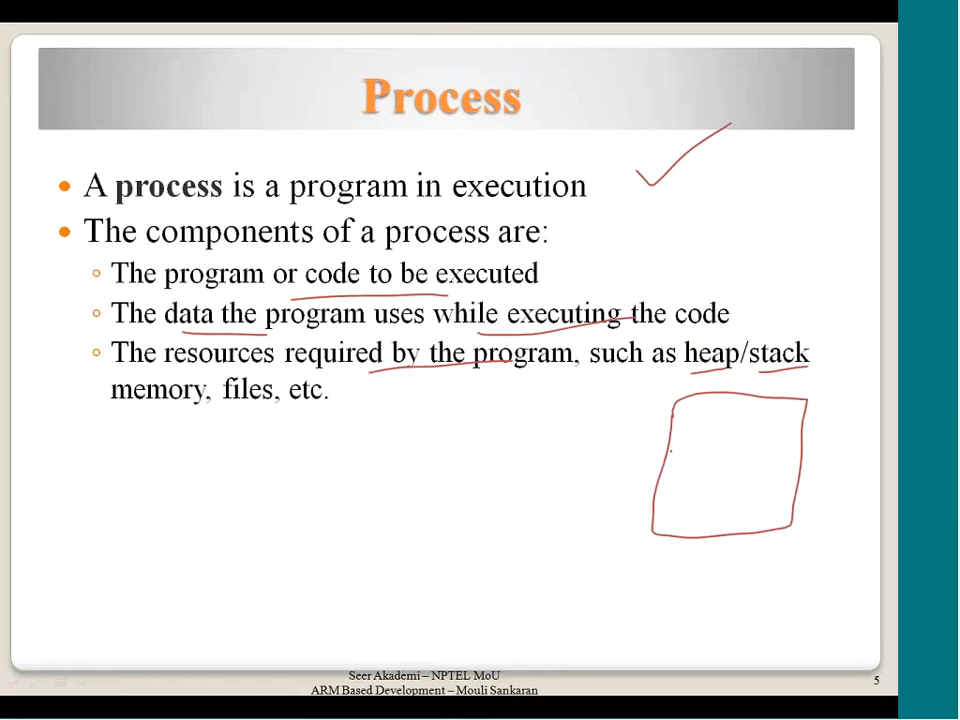 Process
• A process is a program in execution
• The components of a process are:
◦ The program or code to be executed
◦ The data the program uses while executing the code
◦ The resources required by the program, such as heap/stack
memory, files, etc.
Seer Akademi – NPTEL MoU
ARM Based Development – Mouli Sankaran
5